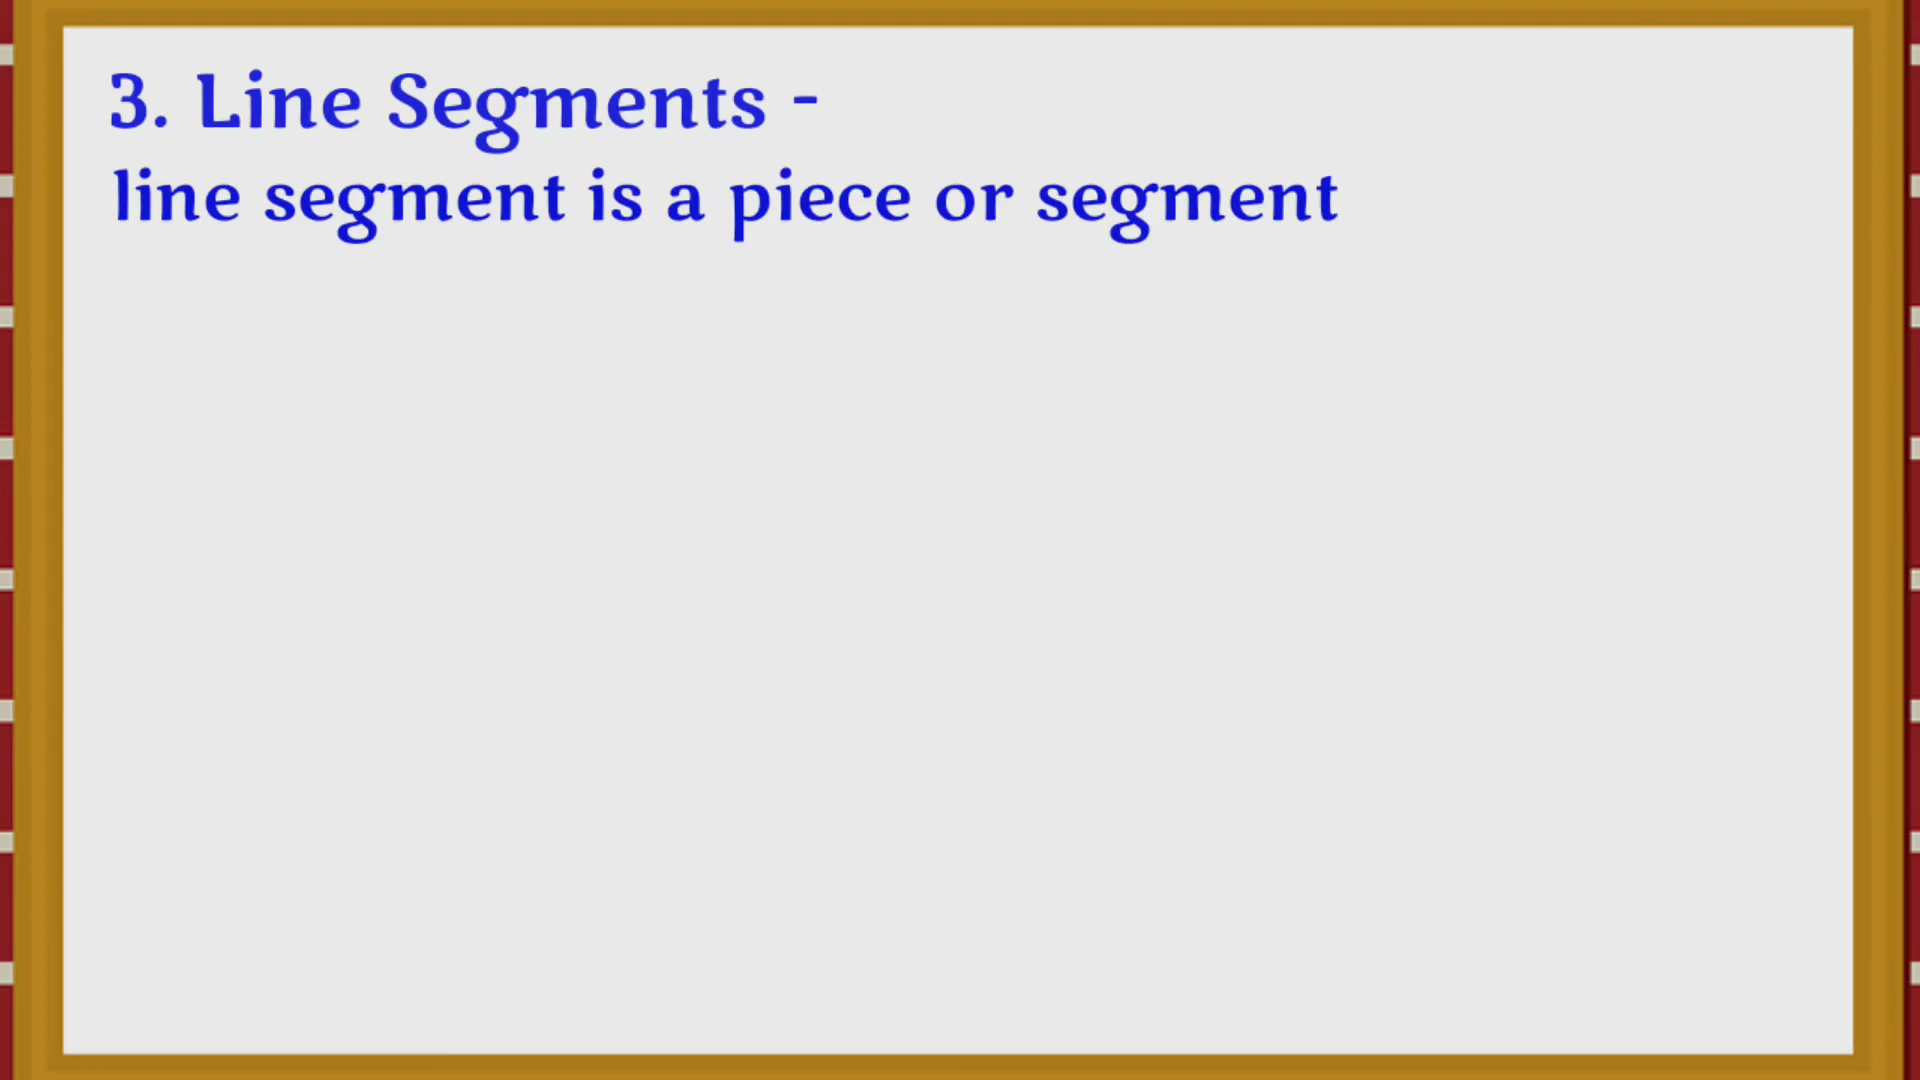 3. Line Segments -
line segment is a piece or segment